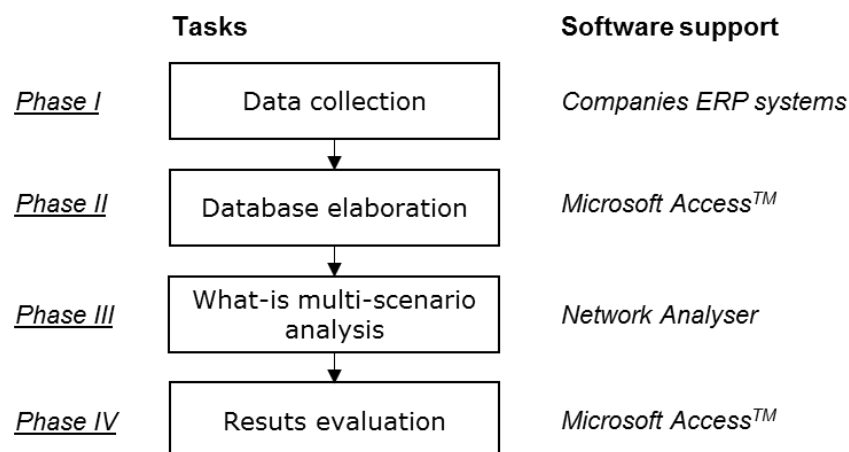 Tasks Software support
Phase I Data collection Companies ERP systems
Phase II Database elaboration Microsoft Access™
What-is multi-scenario
Phase III analysis Network Analyser
Phase IV Resuts evaluation Microsoft Access™